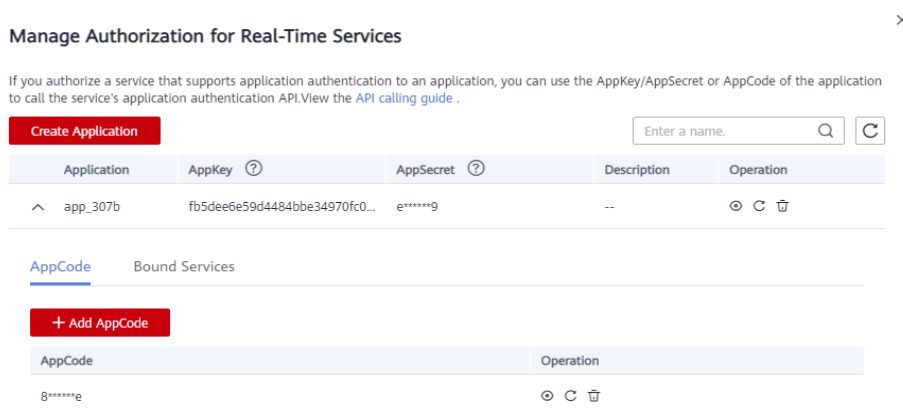 Manage Authorization for Real-Time Services
If you authorize a service that supports application authentication to an application, you can use the AppKey/AppSecret or AppCode of the application
to call the service's application authentication API.View the API calling guide .
Create Application
Enter a name.
Application AppKey ? AppSecret ? Description Operation
app_307b fb5dee6e59d4484bbe34970fc0... e******9 --
AppCode Bound Services
+ Add AppCode
AppCode Operation
8******e